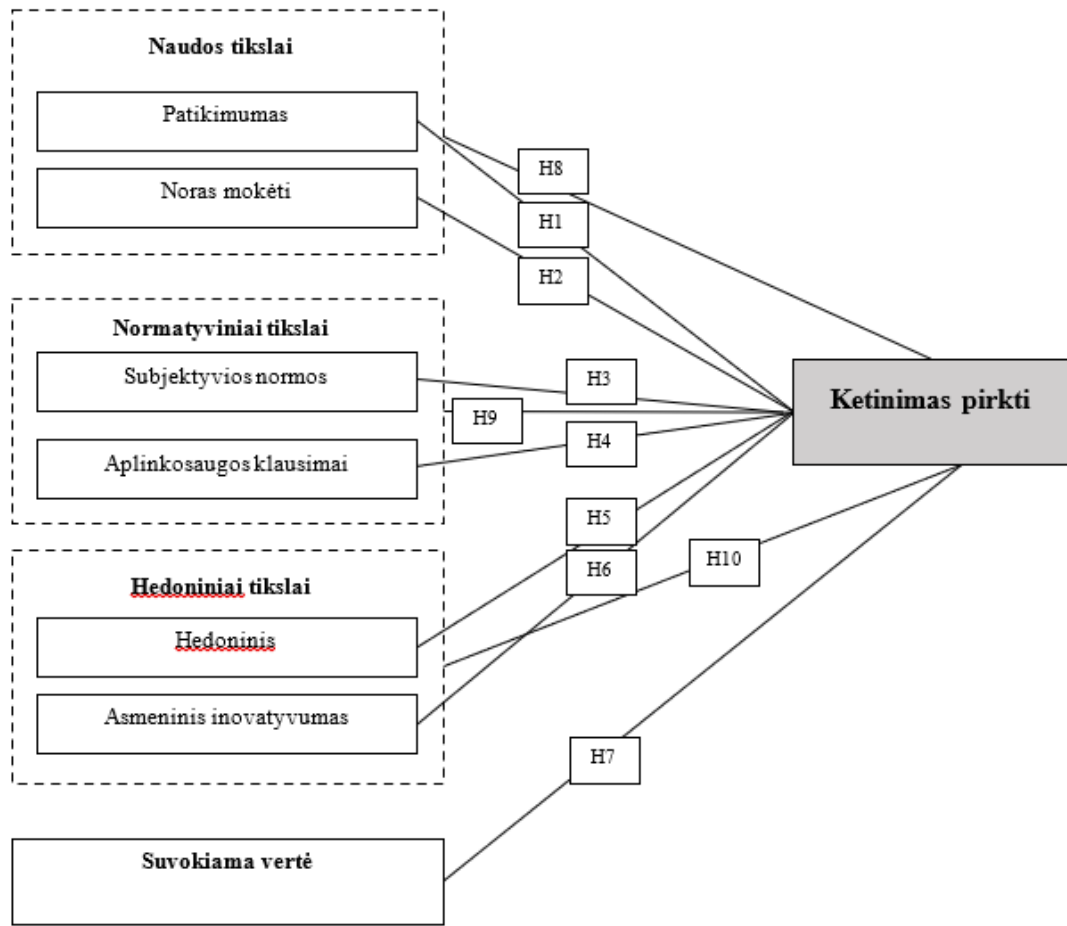 Naudos tikslai
Patikimumas
Noras mokėti
H8
H1
H2
Normatyviniai tikslai
Subjektyvios normos
Aplinkosaugos klausimai
H3
H9
H4
Ketinimas pirkti
Hedoniniai tikslai
Hedoninis
Asmeninis inovatyvumas
H5
H6
H10
H7
Suvokiama vertė